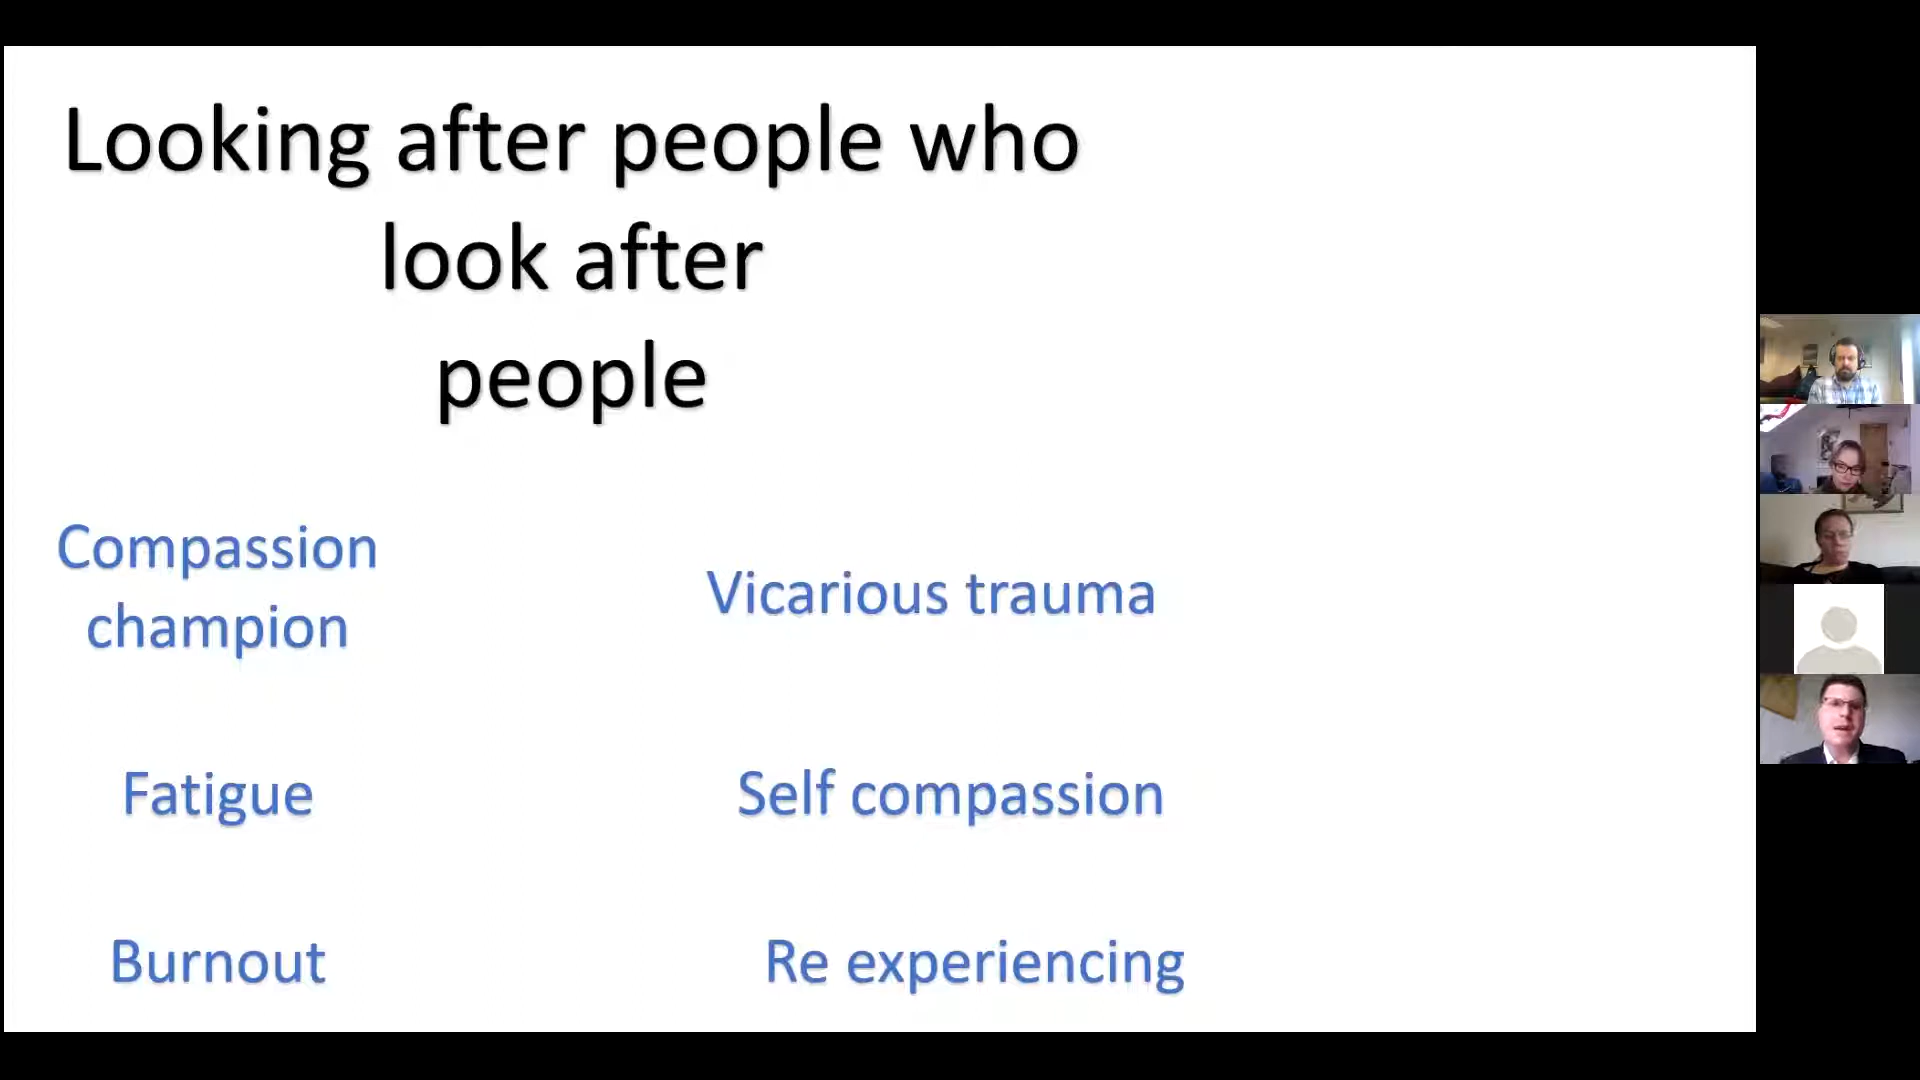 Looking after people who
look after
people
Compassion
champion
Vicarious trauma
Fatigue
Self compassion
Burnout
Re experiencing